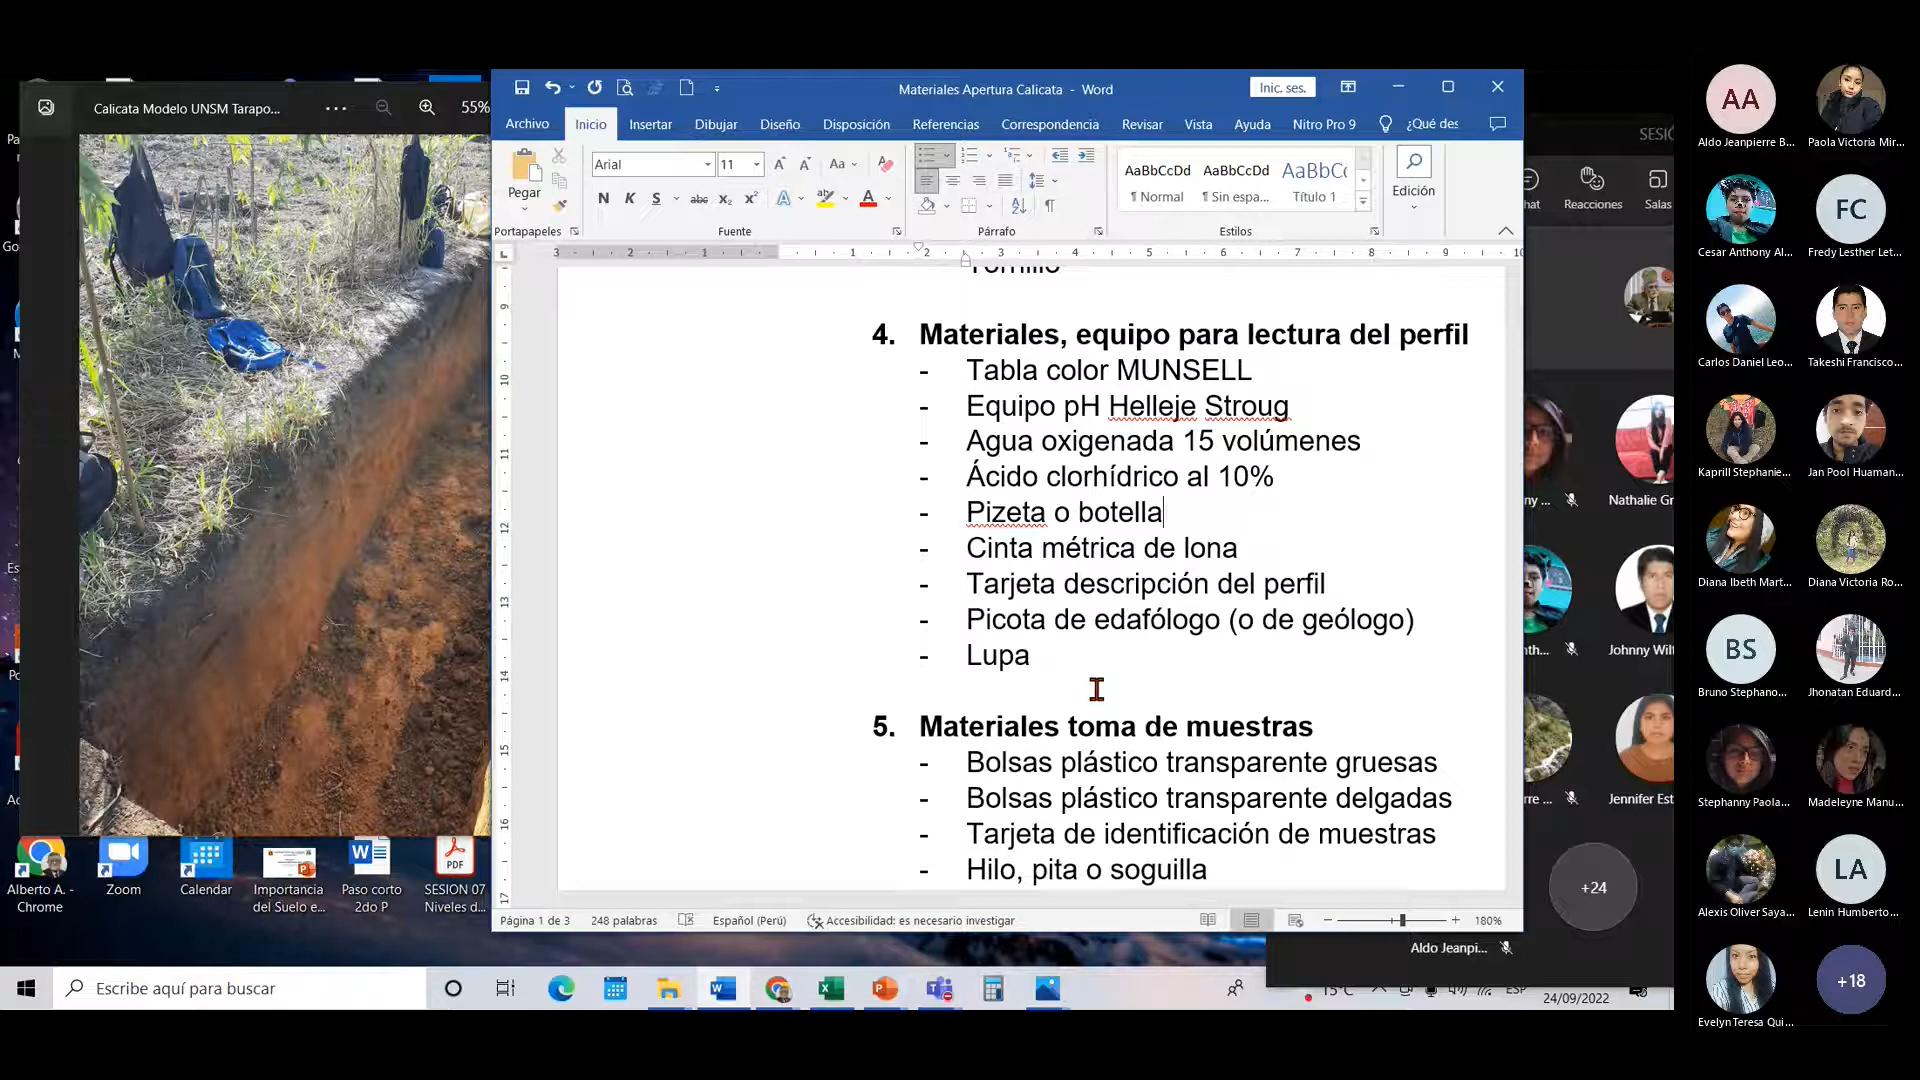 Calicata Modelo UNSM Tarapo...
55%
Materiales Apertura Calicata - Word
Inic. ses.
Archivo
Inicio
Insertar
Dibujar
Diseño
Disposición
Referencias
Correspondencia
Revisar
Vista
Ayuda
Nitro Pro 9
¿Qué des
Pegar
Arial
11
Portapapeles
Fuente
Párrafo
AaBbCcDd
¶ Normal
AaBbCcDd
¶ Sin espa...
AaBbC
Título 1
Estilos
Edición
Tornillo
4. Materiales, equipo para lectura del perfil
- Tabla color MUNSELL
- Equipo pH Helleje Stroug
- Agua oxigenada 15 volúmenes
- Ácido clorhídrico al 10%
- Pizeta o botella
- Cinta métrica de lona
- Tarjeta descripción del perfil
- Picota de edafólogo (o de geólogo)
- Lupa
5. Materiales toma de muestras
- Bolsas plástico transparente gruesas
- Bolsas plástico transparente delgadas
- Tarjeta de identificación de muestras
- Hilo, pita o soguilla
Página 1 de 3
248 palabras
Español (Perú)
Accesibilidad: es necesario investigar
180%
hat
Reacciones
Salas
Nathalie Gr
Johnny Wilf
Jennifer Est
+24
Aldo Jeanpi...
Alberto A. -
Chrome
Zoom
Calendar
Importancia
del Suelo e...
Paso corto
2do P
SESION 07
Niveles d...
Escribe aquí para buscar
15°C
ESP
24/09/2022
AA
Aldo Jeanpierre B...
Paola Victoria Mir...
Cesar Anthony Al...
FC
Fredy Lesther Let...
Carlos Daniel Leo...
Takeshi Francisco...
Kaprill Stephanie...
Jan Pool Huaman...
Diana Ibeth Mart...
Diana Victoria Ro...
BS
Bruno Stephano...
Jhonatan Eduard...
Stephanny Paola...
Madeleyne Manu...
Alexis Oliver Saya...
LA
Lenin Humberto...
Evelyn Teresa Qui...
+18